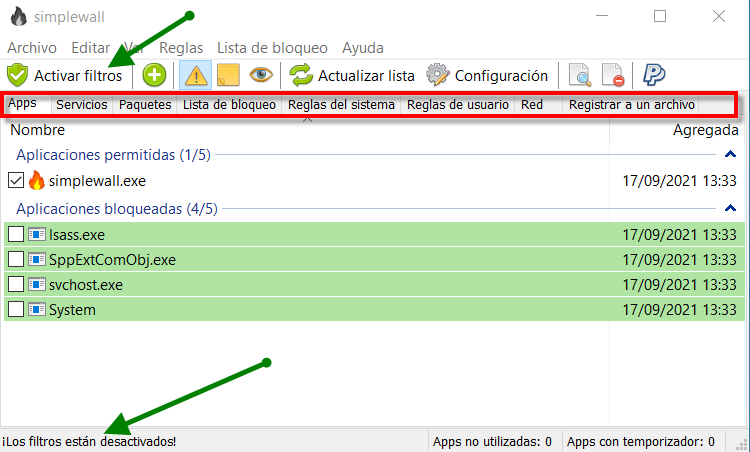 simplewall
Archivo Editar Ver Reglas Lista de bloqueo Ayuda
Activar filtros Actualizar lista Configuración
Apps Servicios Paquetes Lista de bloqueo Reglas del sistema Reglas de usuario Red Registrar a un archivo
Nombre Agregada
Aplicaciones permitidas (1/5)
simplewall.exe 17/09/2021 13:33
Aplicaciones bloqueadas (4/5)
lsass.exe 17/09/2021 13:33
SppExtComObj.exe 17/09/2021 13:33
svchost.exe 17/09/2021 13:33
System 17/09/2021 13:33
¡Los filtros están desactivados! Apps no utilizadas: 0 Apps con temporizador: 0